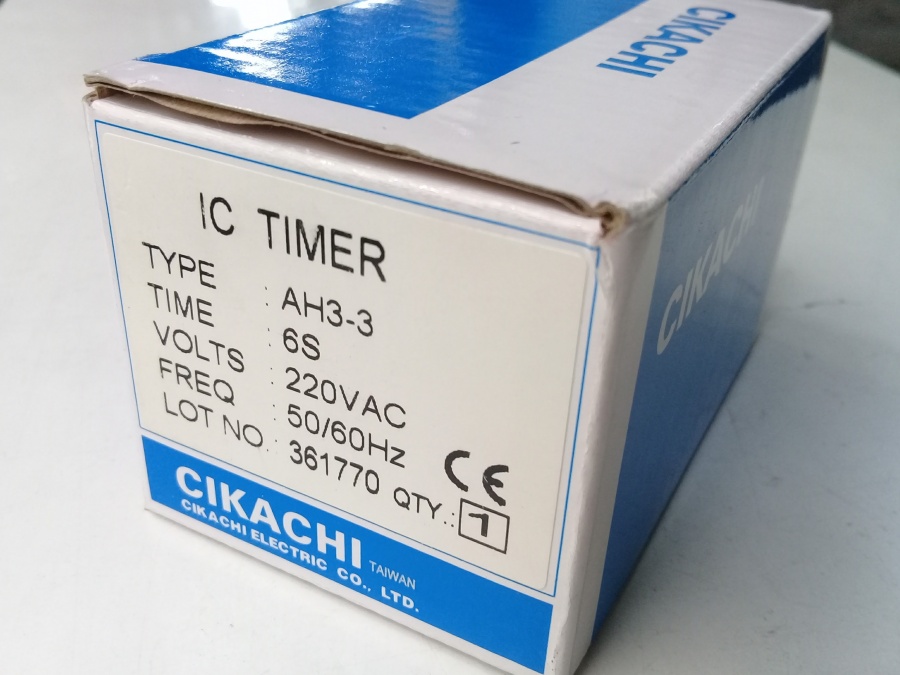 CIKACHI
IC TIMER
TYPE : AH3-3
TIME : 6S
VOLTS : 220VAC
FREQ : 50/60Hz
LOT NO. : 361770
CE
QTY.: 1
CIKACHI TAIWAN
CIKACHI ELECTRIC CO., LTD.
CIKACHI